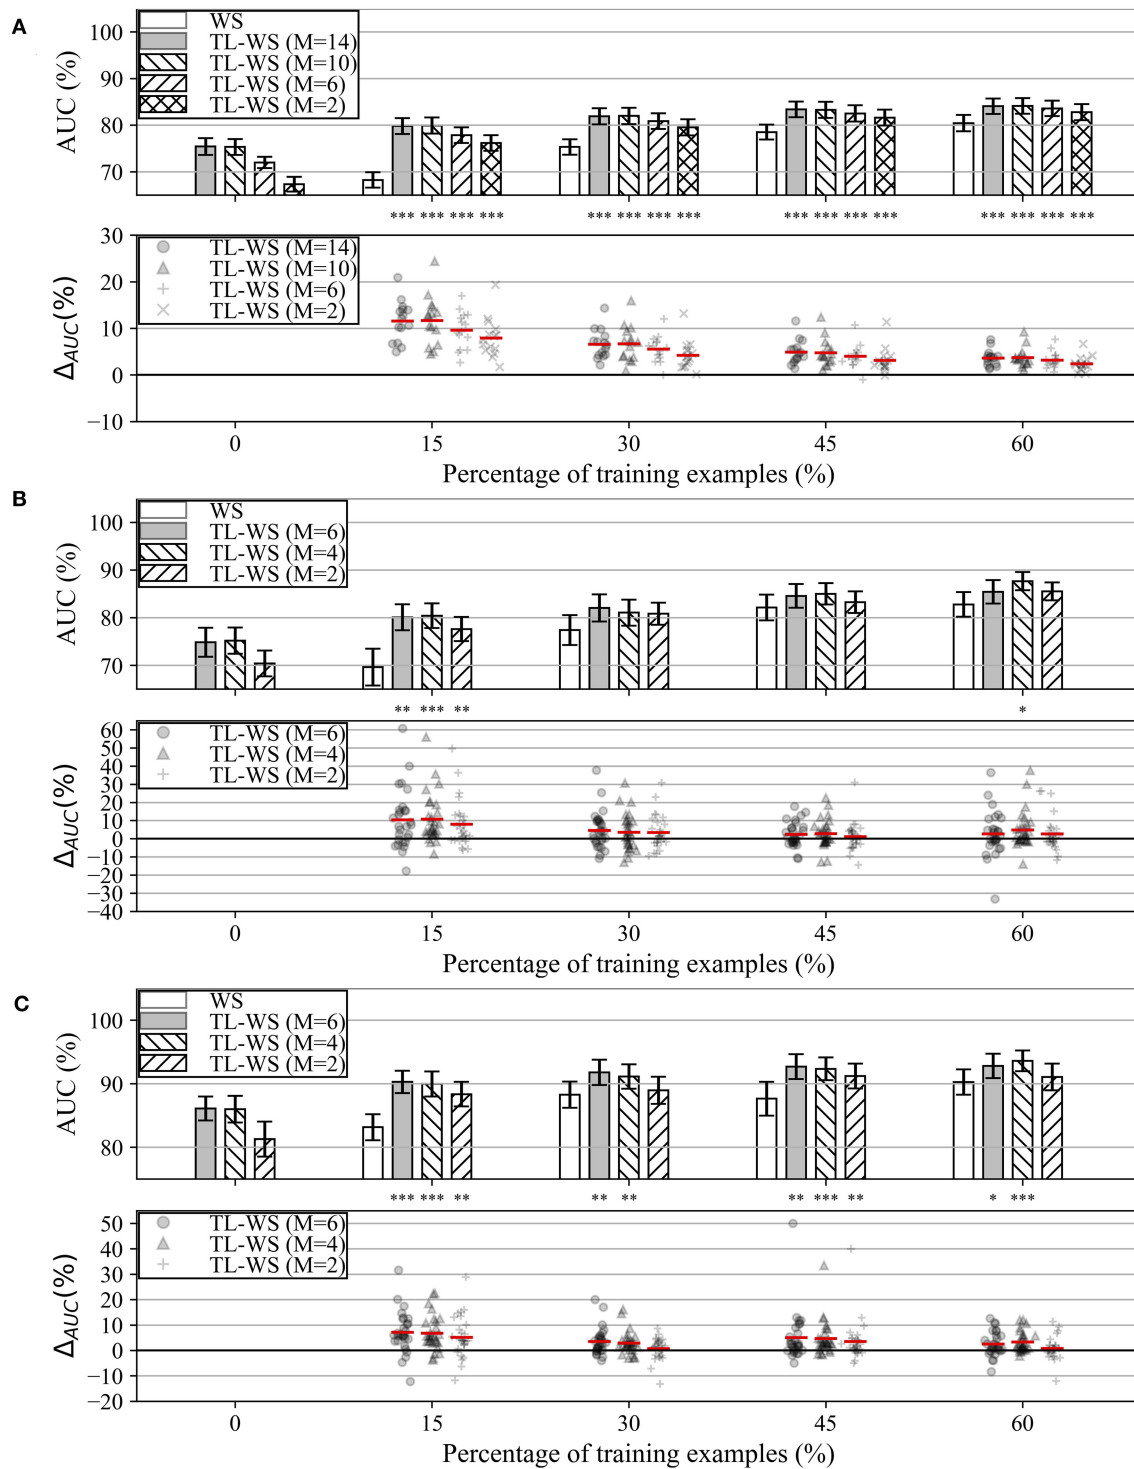 A
AUC (%)
100
90
80
70
WS
TL-WS (M=14)
TL-WS (M=10)
TL-WS (M=6)
TL-WS (M=2)
*** *** *** *** *** *** *** *** *** *** *** *** *** *** *** ***
Δ_AUC(%)
30
20
10
0
−10
TL-WS (M=14)
TL-WS (M=10)
TL-WS (M=6)
TL-WS (M=2)
0 15 30 45 60
Percentage of training examples (%)
B
AUC (%)
100
90
80
70
WS
TL-WS (M=6)
TL-WS (M=4)
TL-WS (M=2)
** *** ** *
Δ_AUC(%)
60
50
40
30
20
10
0
−10
−20
−30
−40
TL-WS (M=6)
TL-WS (M=4)
TL-WS (M=2)
0 15 30 45 60
Percentage of training examples (%)
C
AUC (%)
100
90
80
WS
TL-WS (M=6)
TL-WS (M=4)
TL-WS (M=2)
*** *** ** ** ** ** *** ** * ***
Δ_AUC(%)
50
40
30
20
10
0
−10
−20
TL-WS (M=6)
TL-WS (M=4)
TL-WS (M=2)
0 15 30 45 60
Percentage of training examples (%)